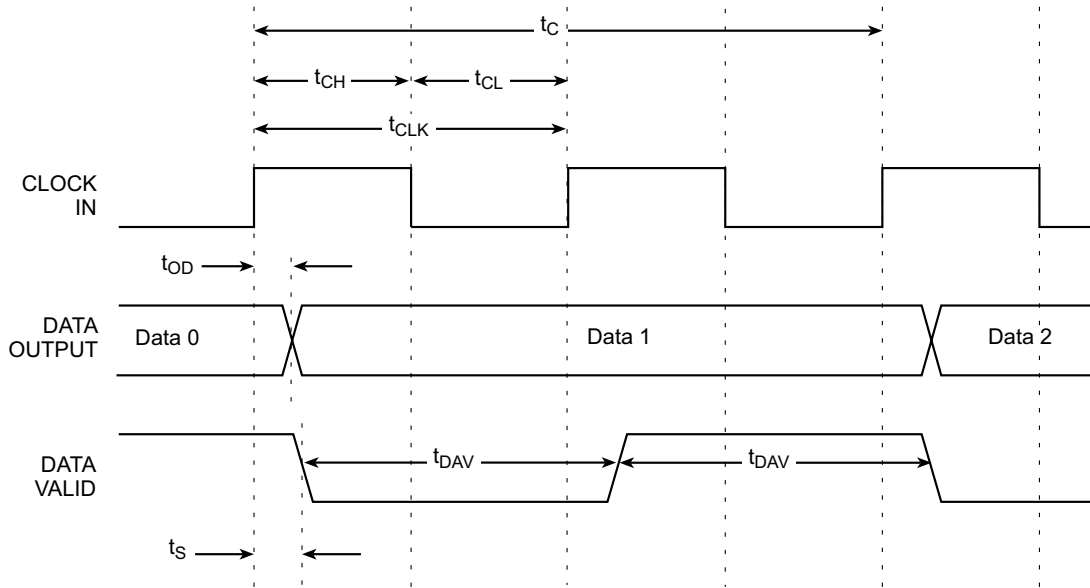 tC
tCH
tCL
tCLK
CLOCK
IN
tOD
DATA
OUTPUT
Data 0
Data 1
Data 2
DATA
VALID
tDAV
tDAV
tS